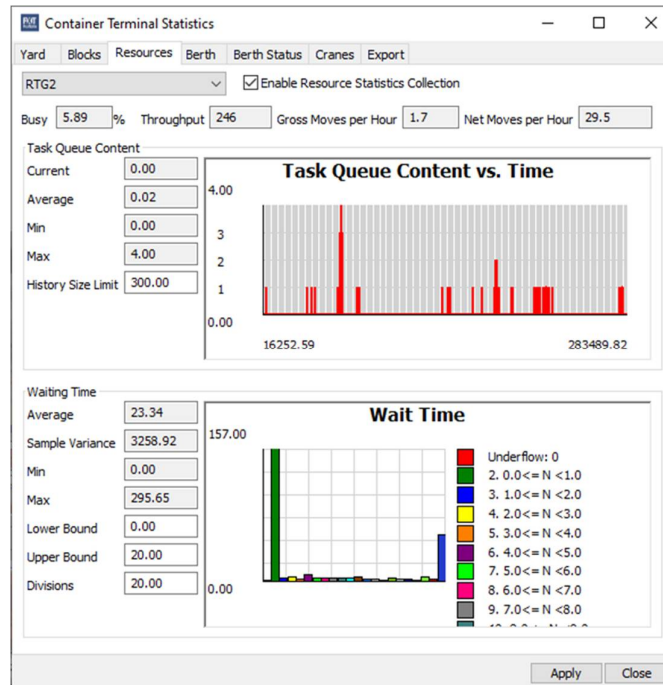 Container Terminal Statistics
Yard Blocks Resources Berth Berth Status Cranes Export
RTG2 Enable Resource Statistics Collection
Busy 5.89 % Throughput 246 Gross Moves per Hour 1.7 Net Moves per Hour 29.5
Task Queue Content
Current 0.00
Average 0.02
Min 0.00
Max 4.00
History Size Limit 300.00
Task Queue Content vs. Time
4.00
3
2
1
0.00
16252.59 283489.82
Waiting Time
Average 23.34
Sample Variance 3258.92
Min 0.00
Max 295.65
Lower Bound 0.00
Upper Bound 20.00
Divisions 20.00
Wait Time
157.00
0.00
Underflow: 0
2. 0.0<= N <1.0
3. 1.0<= N <2.0
4. 2.0<= N <3.0
5. 3.0<= N <4.0
6. 4.0<= N <5.0
7. 5.0<= N <6.0
8. 6.0<= N <7.0
9. 7.0<= N <8.0
Apply Close